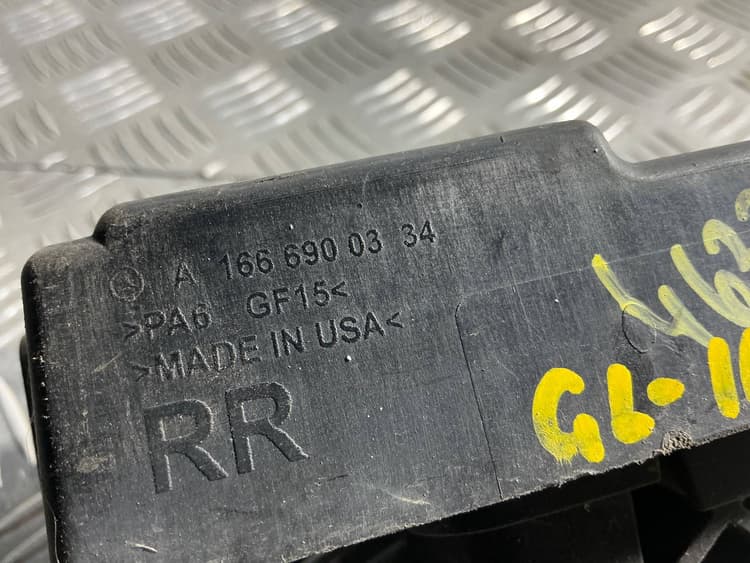 A 166 690 03 34
>PA6 GF15<
>MADE IN USA<
RR
GL-